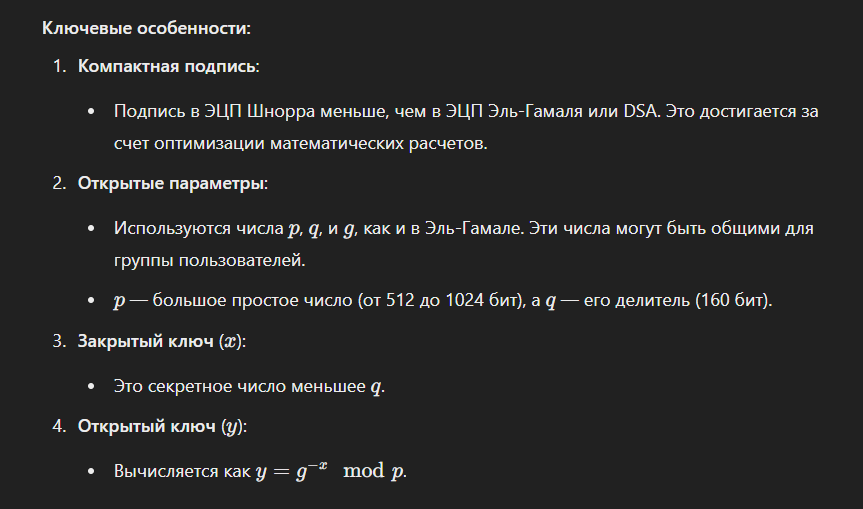 Ключевые особенности:
1. Компактная подпись:
• Подпись в ЭЦП Шнорра меньше, чем в ЭЦП Эль-Гамаля или DSA. Это достигается за
счет оптимизации математических расчетов.
2. Открытые параметры:
• Используются числа p, q, и g, как и в Эль-Гамале. Эти числа могут быть общими для
группы пользователей.
• p — большое простое число (от 512 до 1024 бит), а q — его делитель (160 бит).
3. Закрытый ключ (x):
• Это секретное число меньшее q.
4. Открытый ключ (y):
• Вычисляется как y = g⁻ˣ mod p.